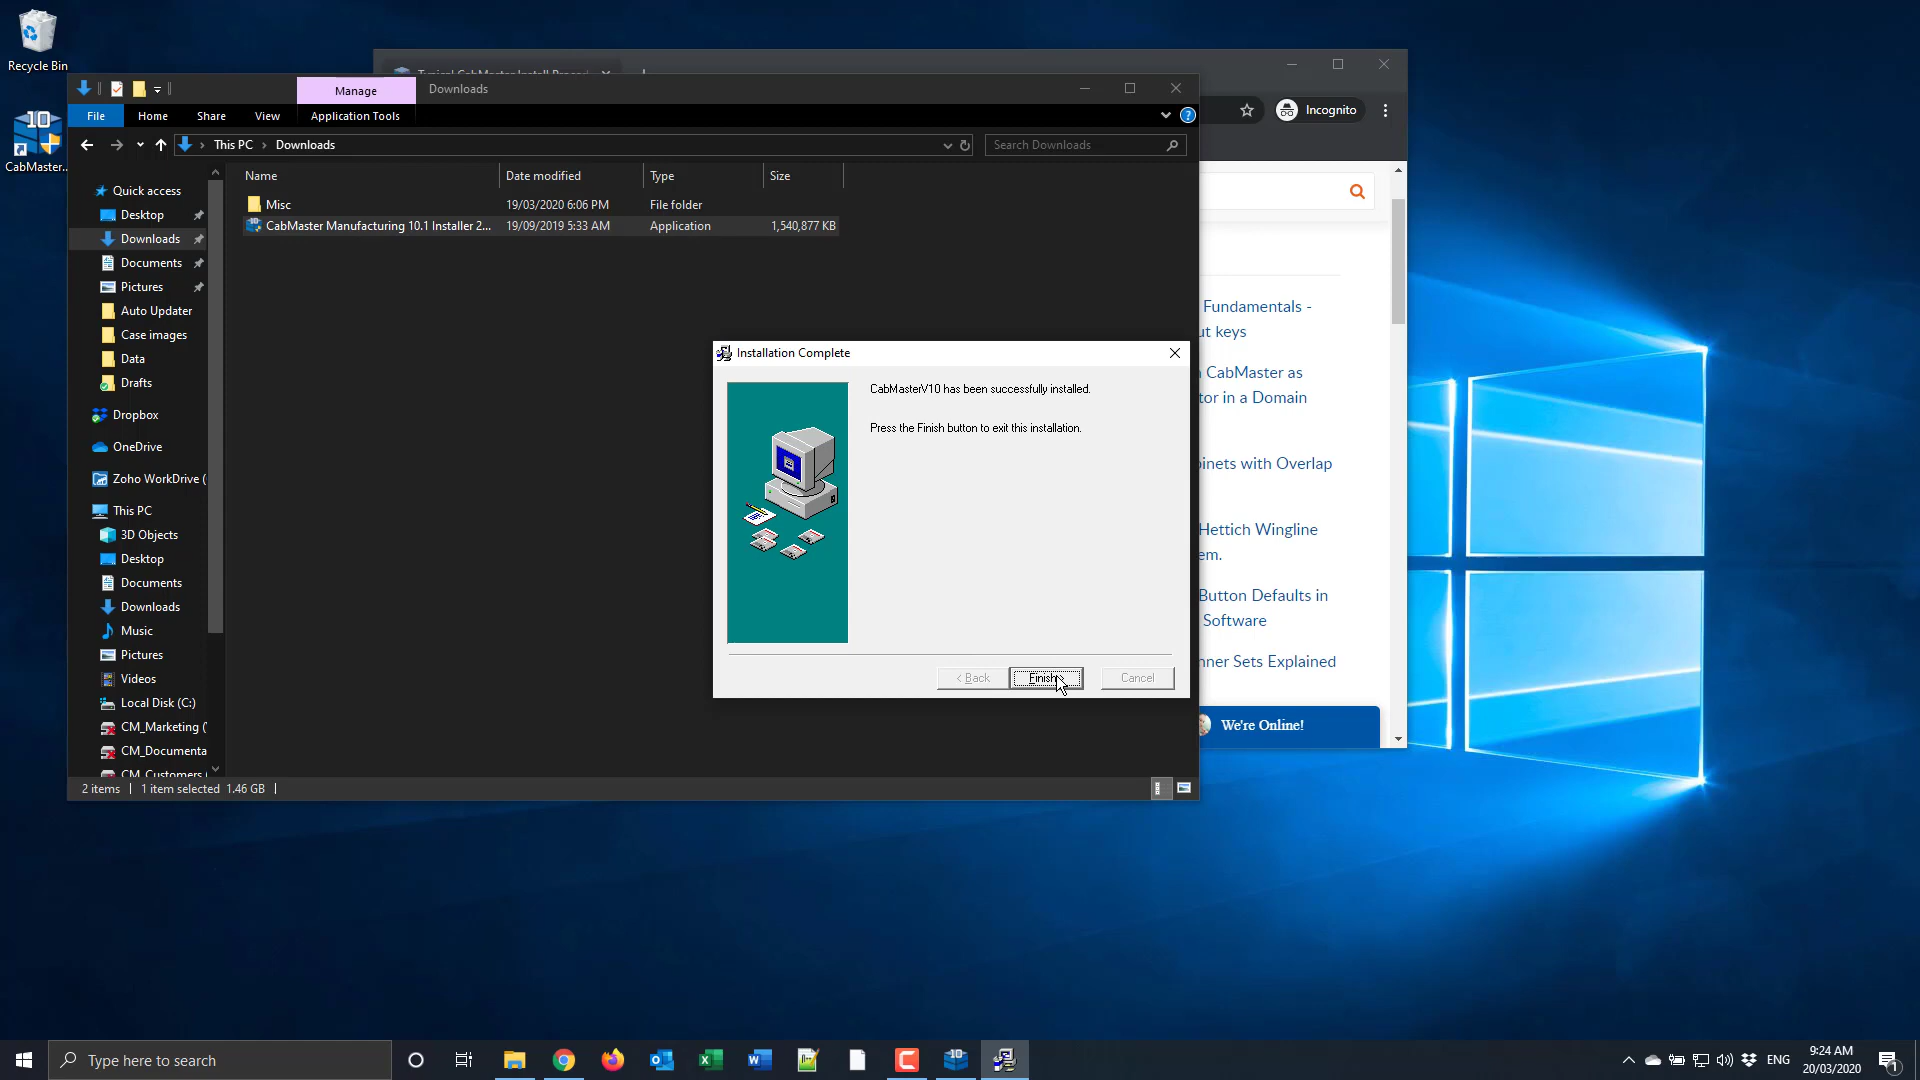 Recycle Bin
CabMaster...
Manage
Downloads
File
Home
Share
View
Application Tools
This PC
Downloads
Search Downloads
Incognito
Name
Date modified
Type
Size
Misc
19/03/2020 6:06 PM
File folder
CabMaster Manufacturing 10.1 Installer 2...
19/09/2019 5:33 AM
Application
1,540,877 KB
Quick access
Desktop
Downloads
Documents
Pictures
Auto Updater
Case images
Data
Drafts
Dropbox
OneDrive
Zoho WorkDrive (
This PC
3D Objects
Desktop
Documents
Downloads
Music
Pictures
Videos
Local Disk (C:)
CM_Marketing (
CM_Documenta
CM_Customers (
2 items
1 item selected 1.46 GB
Installation Complete
CabMasterV10 has been successfully installed.
Press the Finish button to exit this installation.
< Back
Finish
Cancel
Fundamentals -
ut keys
CabMaster as
tor in a Domain
inets with Overlap
Hettich Wingline
em.
Button Defaults in
Software
nner Sets Explained
We're Online!
Type here to search
ENG
9:24 AM
20/03/2020
1